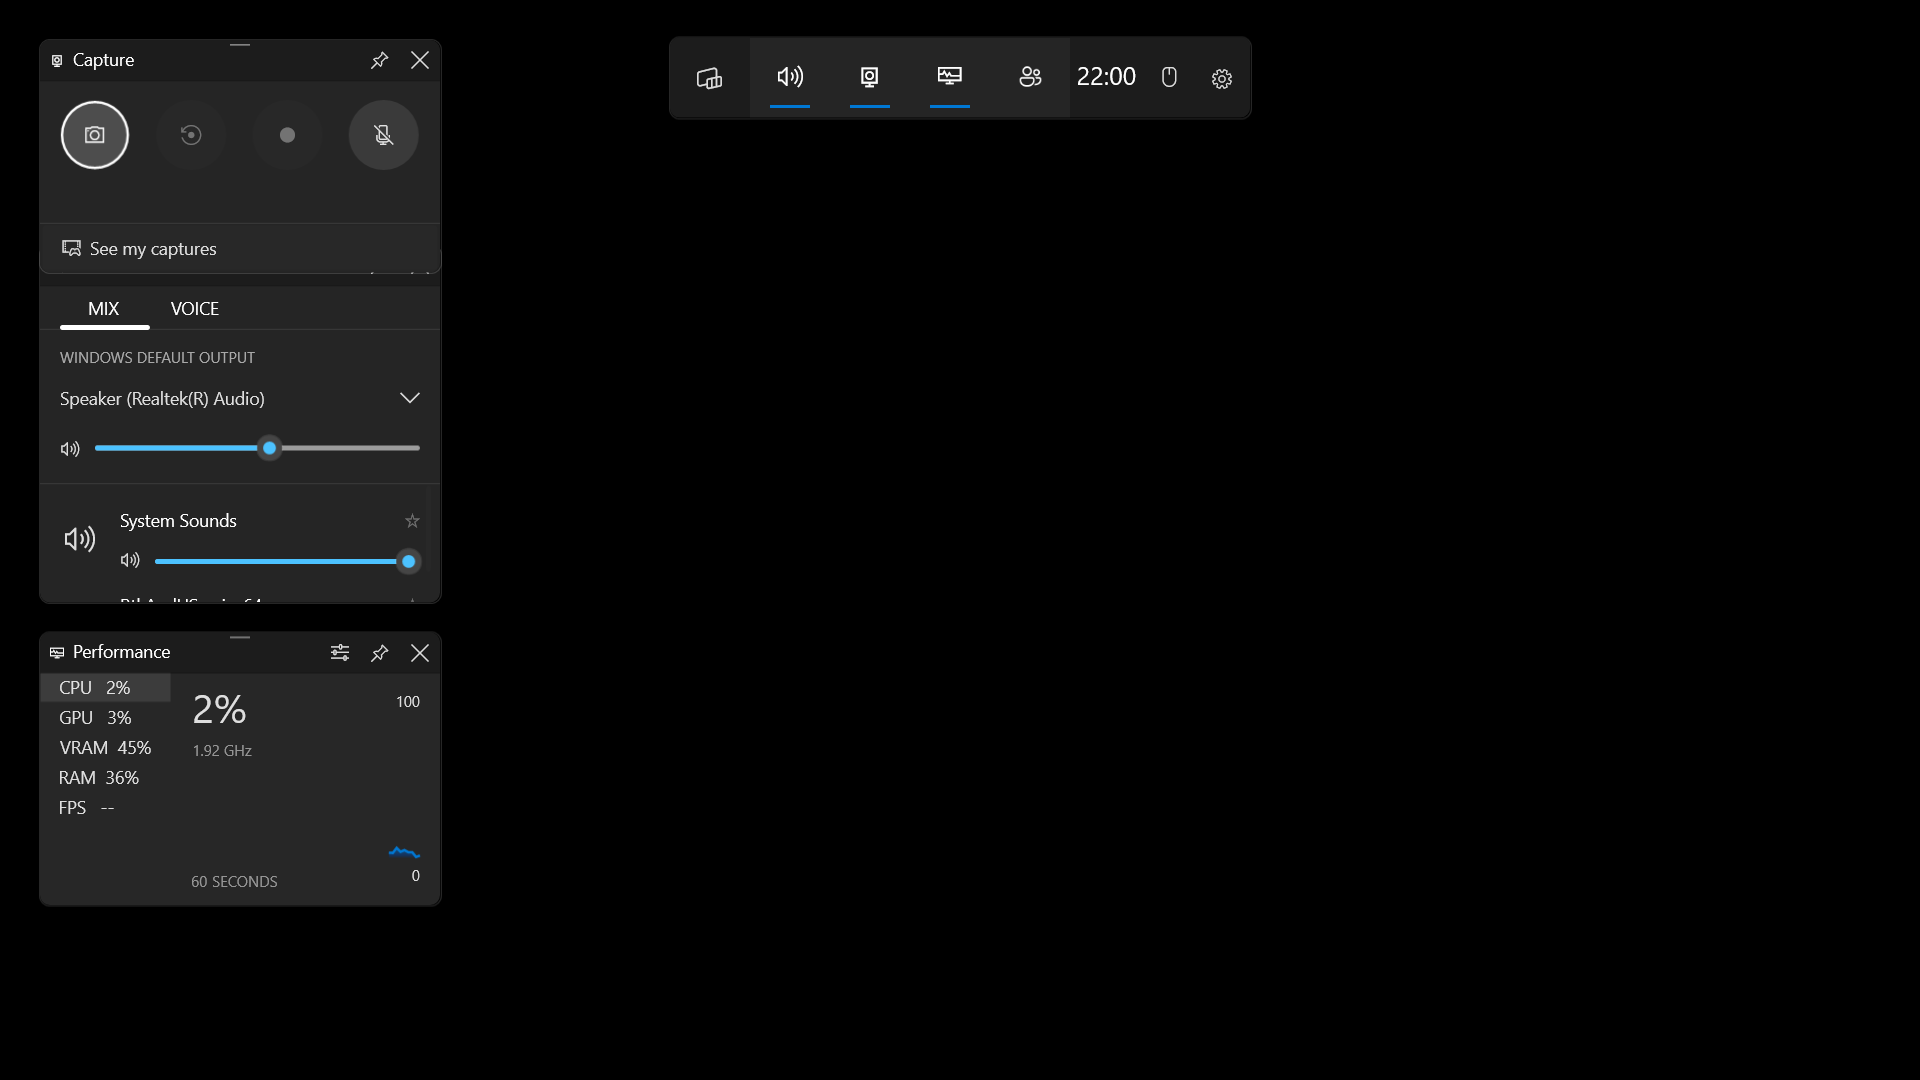 Capture
22:00
See my captures
MIX VOICE
WINDOWS DEFAULT OUTPUT
Speaker (Realtek(R) Audio)
System Sounds
Performance
CPU 2%
GPU 3%
VRAM 45%
RAM 36%
FPS --
2%
1.92 GHz
100
60 SECONDS
0